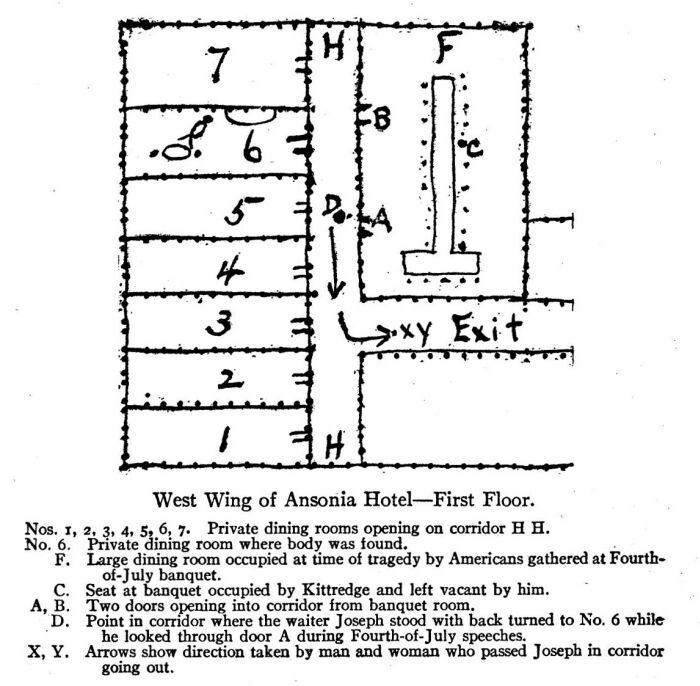 7 H F
B
6 C
5 D A
4
3 XY Exit
2
1 H
West Wing of Ansonia Hotel—First Floor.
Nos. 1, 2, 3, 4, 5, 6, 7. Private dining rooms opening on corridor H H.
No. 6. Private dining room where body was found.
F. Large dining room occupied at time of tragedy by Americans gathered at Fourth-
of-July banquet.
C. Seat at banquet occupied by Kittredge and left vacant by him.
A, B. Two doors opening into corridor from banquet room.
D. Point in corridor where the waiter Joseph stood with back turned to No. 6 while
he looked through door A during Fourth-of-July speeches.
X, Y. Arrows show direction taken by man and woman who passed Joseph in corridor
going out.